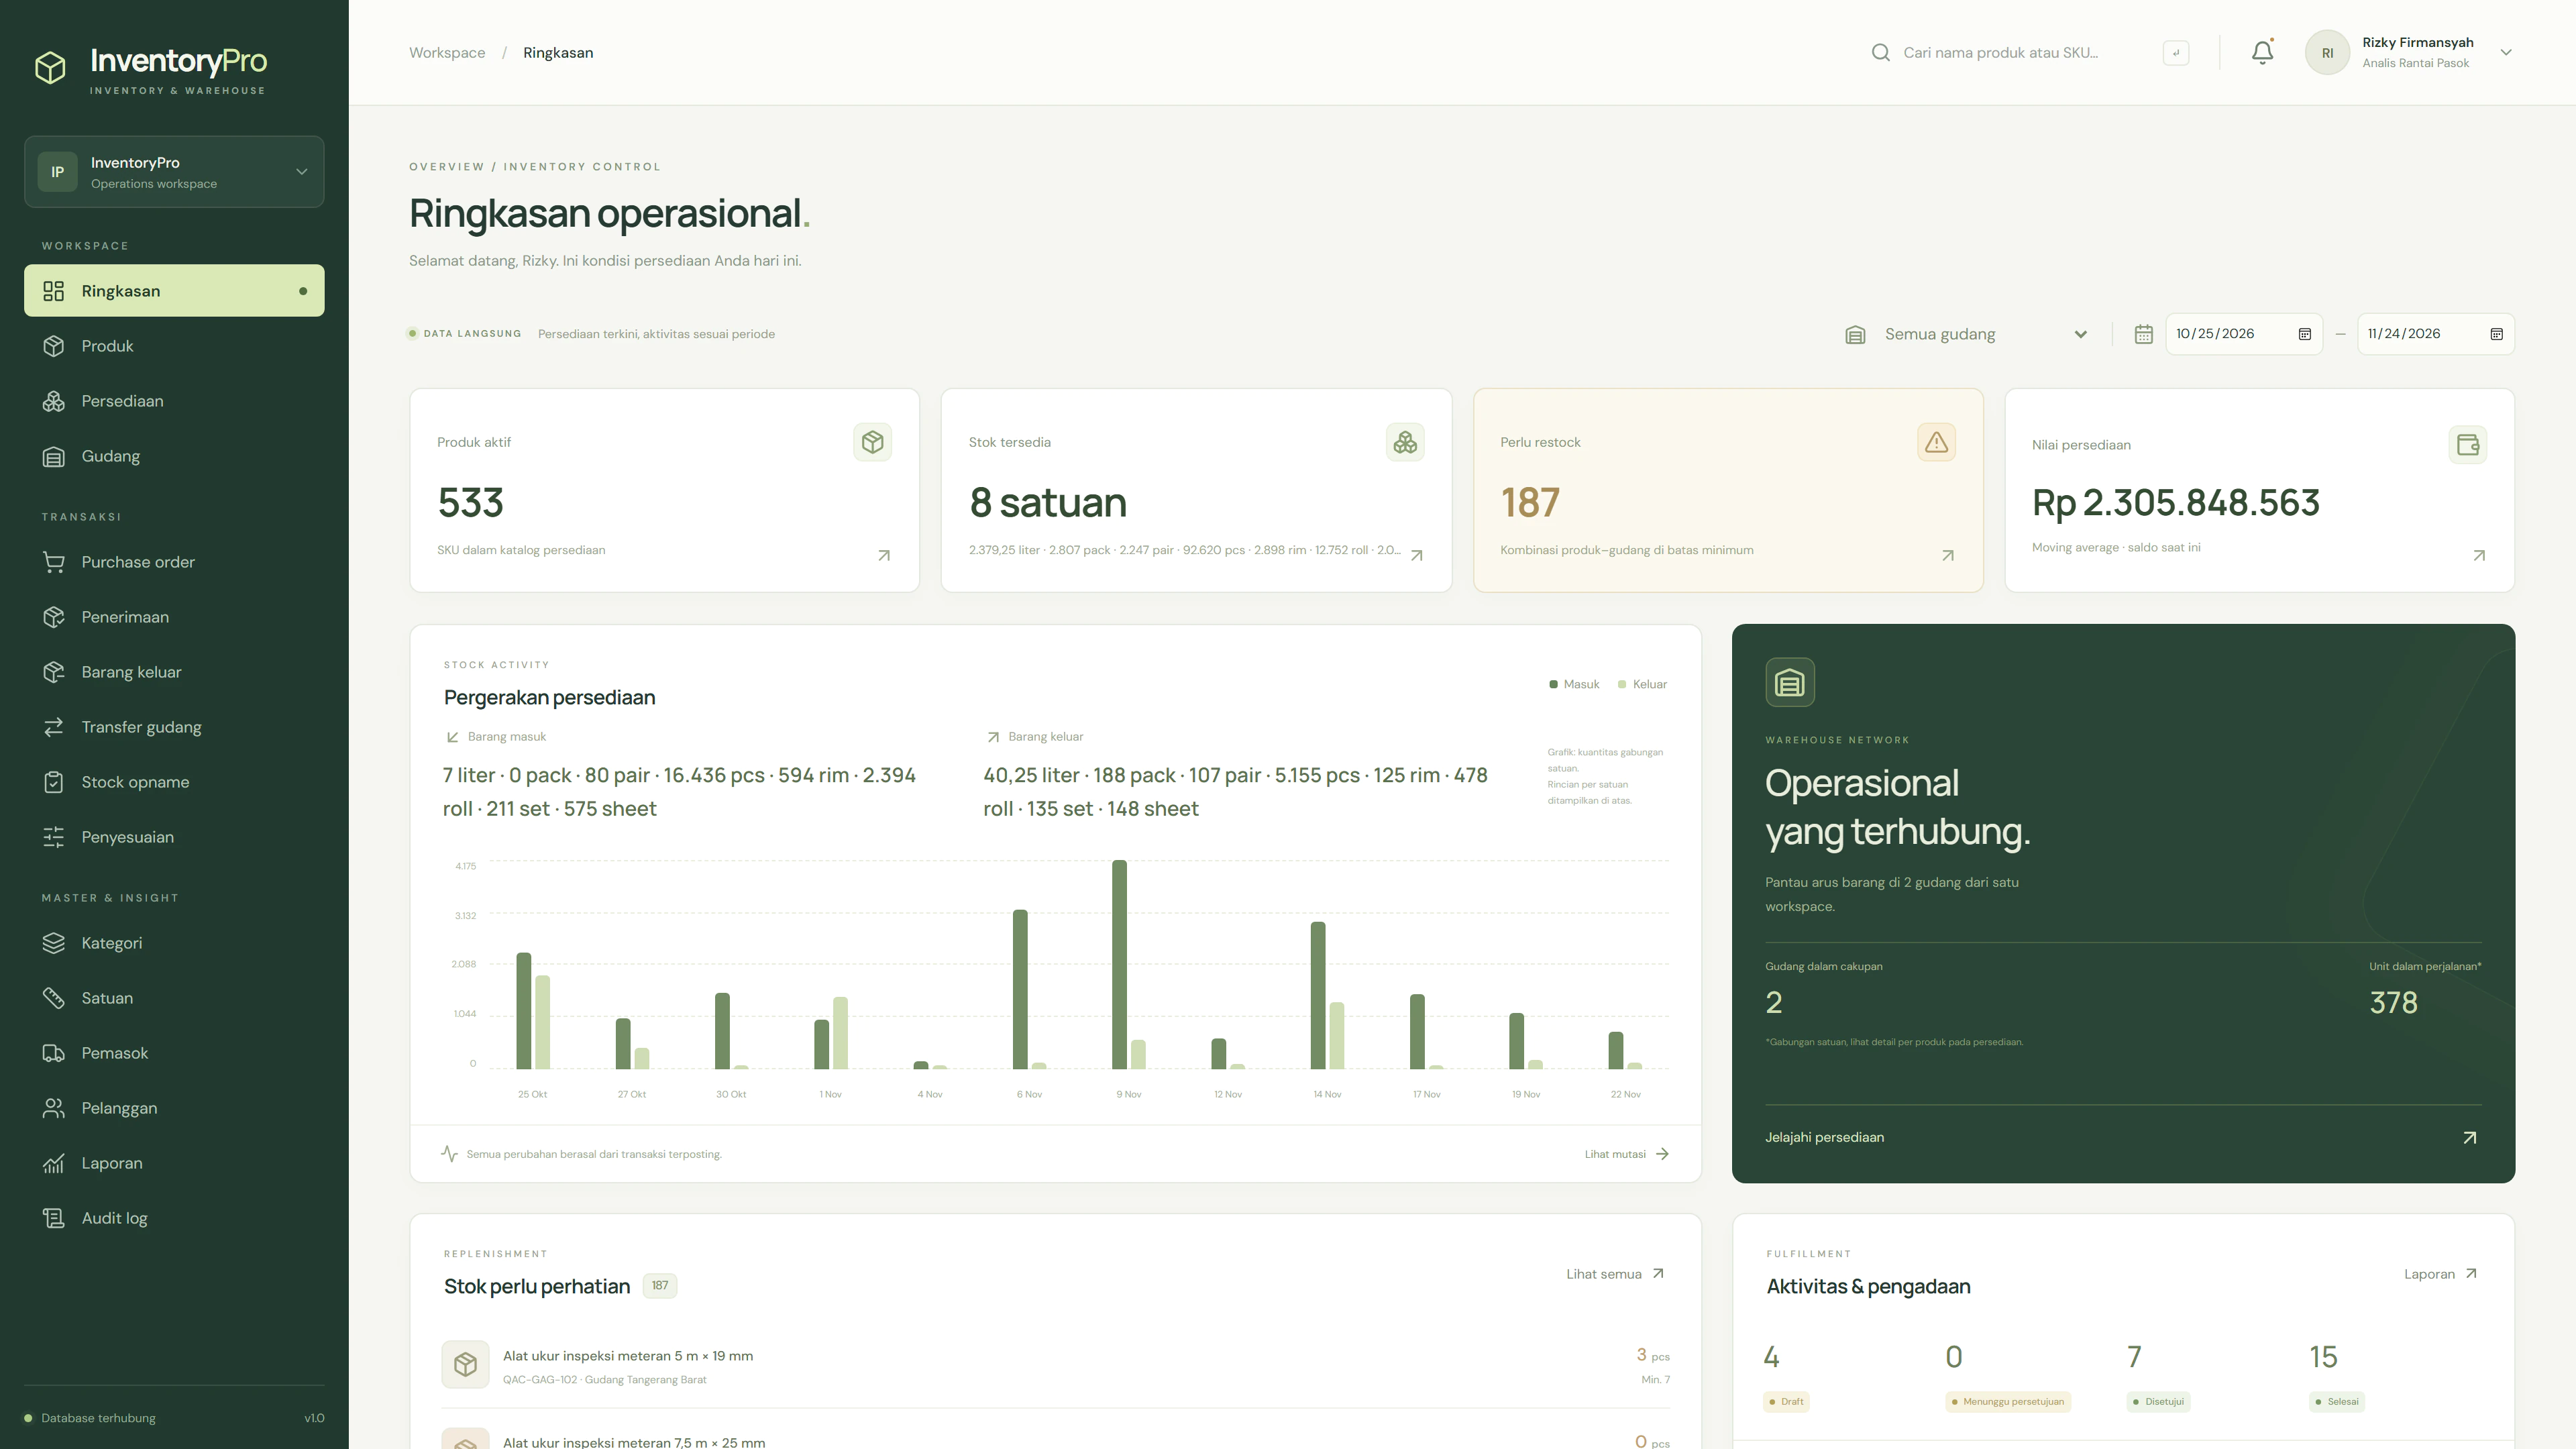 InventoryPro
INVENTORY & WAREHOUSE
IP
InventoryPro
Operations workspace
WORKSPACE
Ringkasan
Produk
Persediaan
Gudang
TRANSAKSI
Purchase order
Penerimaan
Barang keluar
Transfer gudang
Stock opname
Penyesuaian
MASTER & INSIGHT
Kategori
Satuan
Pemasok
Pelanggan
Laporan
Audit log
Database terhubung
v1.0
Workspace / Ringkasan
Cari nama produk atau SKU...
RI
Rizky Firmansyah
Analis Rantai Pasok
OVERVIEW / INVENTORY CONTROL
Ringkasan operasional.
Selamat datang, Rizky. Ini kondisi persediaan Anda hari ini.
DATA LANGSUNG
Persediaan terkini, aktivitas sesuai periode
Semua gudang
10/25/2026
–
11/24/2026
Produk aktif
533
SKU dalam katalog persediaan
Stok tersedia
8 satuan
2.379,25 liter · 2.807 pack · 2.247 pair · 92.620 pcs · 2.898 rim · 12.752 roll · 2.0...
Perlu restock
187
Kombinasi produk–gudang di batas minimum
Nilai persediaan
Rp 2.305.848.563
Moving average · saldo saat ini
STOCK ACTIVITY
Pergerakan persediaan
Masuk
Keluar
Barang masuk
7 liter · 0 pack · 80 pair · 16.436 pcs · 594 rim · 2.394
roll · 211 set · 575 sheet
Barang keluar
40,25 liter · 188 pack · 107 pair · 5.155 pcs · 125 rim · 478
roll · 135 set · 148 sheet
Grafik: kuantitas gabungan
satuan.
Rincian per satuan
ditampilkan di atas.
4.175
3.132
2.088
1.044
0
25 Okt
27 Okt
30 Okt
1 Nov
4 Nov
6 Nov
9 Nov
12 Nov
14 Nov
17 Nov
19 Nov
22 Nov
Semua perubahan berasal dari transaksi terposting.
Lihat mutasi
WAREHOUSE NETWORK
Operasional
yang terhubung.
Pantau arus barang di 2 gudang dari satu
workspace.
Gudang dalam cakupan
2
Unit dalam perjalanan*
378
*Gabungan satuan, lihat detail per produk pada persediaan.
Jelajahi persediaan
REPLENISHMENT
Stok perlu perhatian
187
Lihat semua
Alat ukur inspeksi meteran 5 m × 19 mm
QAC-GAG-102 · Gudang Tangerang Barat
3 pcs
Min. 7
Alat ukur inspeksi meteran 7,5 m × 25 mm
0 pcs
FULFILLMENT
Aktivitas & pengadaan
Laporan
4
Draft
0
Menunggu persetujuan
7
Disetujui
15
Selesai